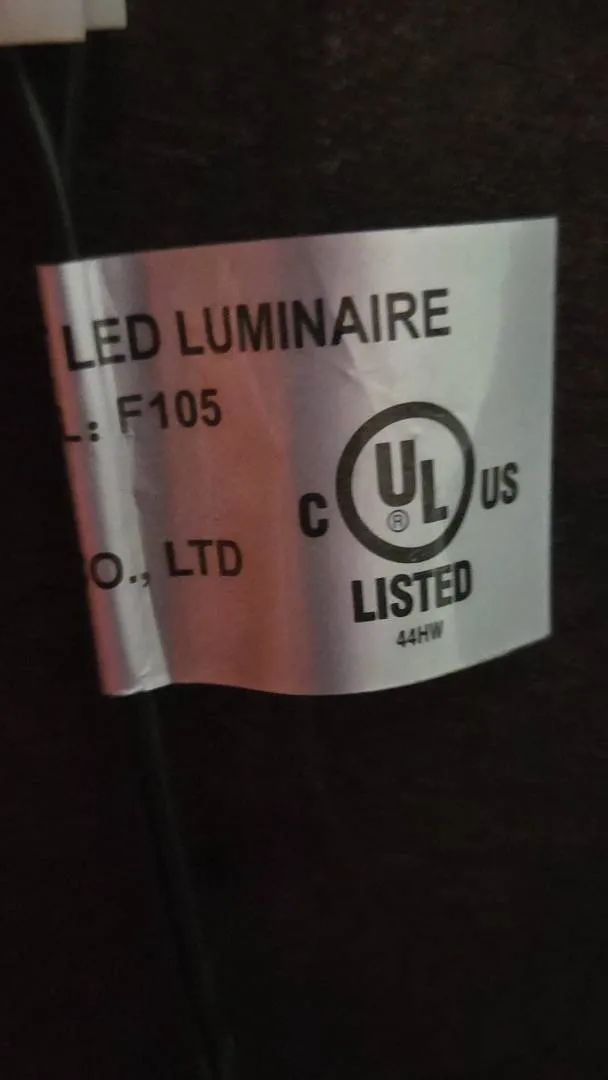 LED LUMINAIRE
L: F105
C UL® US
O., LTD
LISTED
44HW